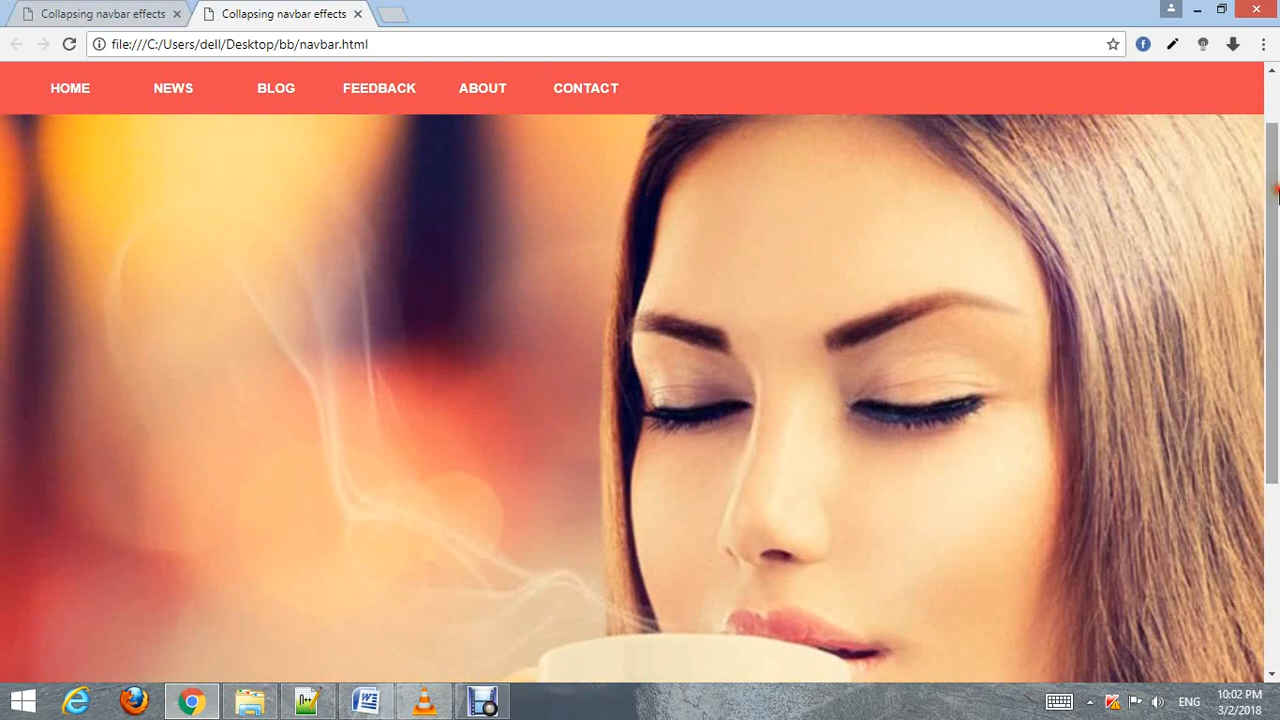 Collapsing navbar effects
Collapsing navbar effects
file:///C:/Users/dell/Desktop/bb/navbar.html
HOME NEWS BLOG FEEDBACK ABOUT CONTACT
ENG
10:02 PM
3/2/2018